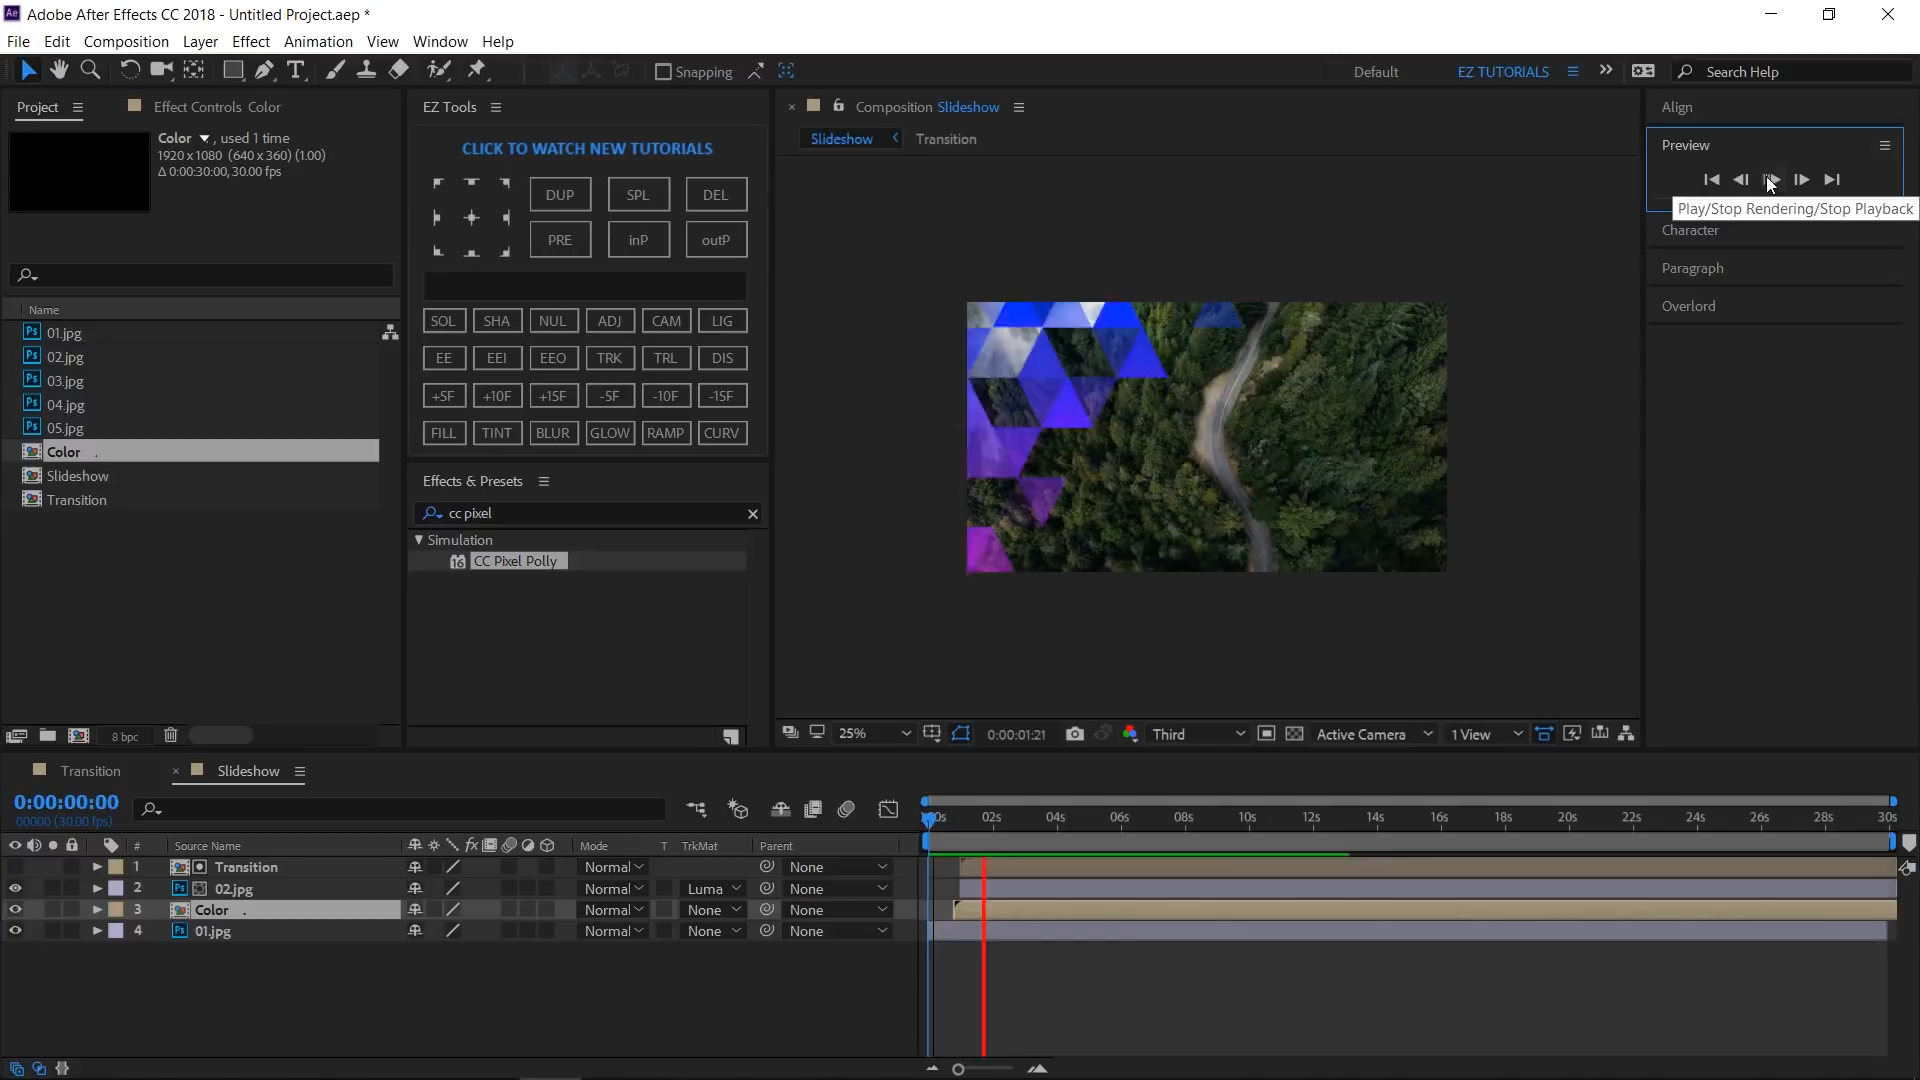 Ae Adobe After Effects CC 2018 - Untitled Project.aep *
File Edit Composition Layer Effect Animation View Window Help
Snapping Default EZ TUTORIALS Search Help
Project Effect Controls Color
Color , used 1 time
1920 x 1080 (640 x 360) (1.00)
Δ 0:00:30:00, 30.00 fps
Name
01.jpg
02.jpg
03.jpg
04.jpg
05.jpg
Color .
Slideshow
Transition
8 bpc
EZ Tools
CLICK TO WATCH NEW TUTORIALS
DUP SPL DEL
PRE inP outP
SOL SHA NUL ADJ CAM LIG
EE EEI EEO TRK TRL DIS
+5F +10F +15F -5F -10F -15F
FILL TINT BLUR GLOW RAMP CURV
Effects & Presets
cc pixel
Simulation
16 CC Pixel Polly
Composition Slideshow
Slideshow Transition
25% 0:00:01:21 Third Active Camera 1 View
Align
Preview
Play/Stop Rendering/Stop Playback
Character
Paragraph
Overlord
Transition Slideshow
0:00:00:00
00000 (30.00 fps)
02s 04s 06s 08s 10s 12s 14s 16s 18s 20s 22s 24s 26s 28s 30s
# Source Name fx Mode T TrkMat Parent
1 Transition Normal None
2 Ps 02.jpg Normal Luma None
3 Color . Normal None None
4 Ps 01.jpg Normal None None